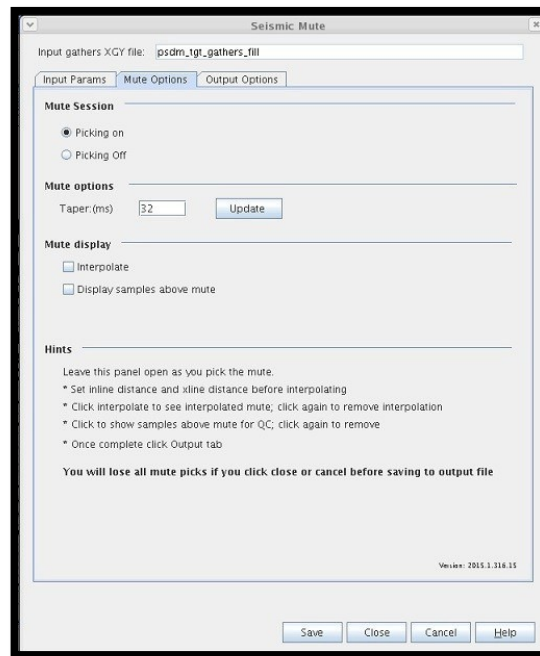 Seismic Mute
Input gathers XGY file: psdm_tgt_gathers_fill
Input Params Mute Options Output Options
Mute Session
Picking on
Picking Off
Mute options
Taper:(ms) 32 Update
Mute display
Interpolate
Display samples above mute
Hints
Leave this panel open as you pick the mute.
* Set inline distance and xline distance before interpolating
* Click interpolate to see interpolated mute; click again to remove interpolation
* Click to show samples above mute for QC; click again to remove
* Once complete click Output tab
You will lose all mute picks if you click close or cancel before saving to output file
Version: 2015.1.316.15
Save Close Cancel Help